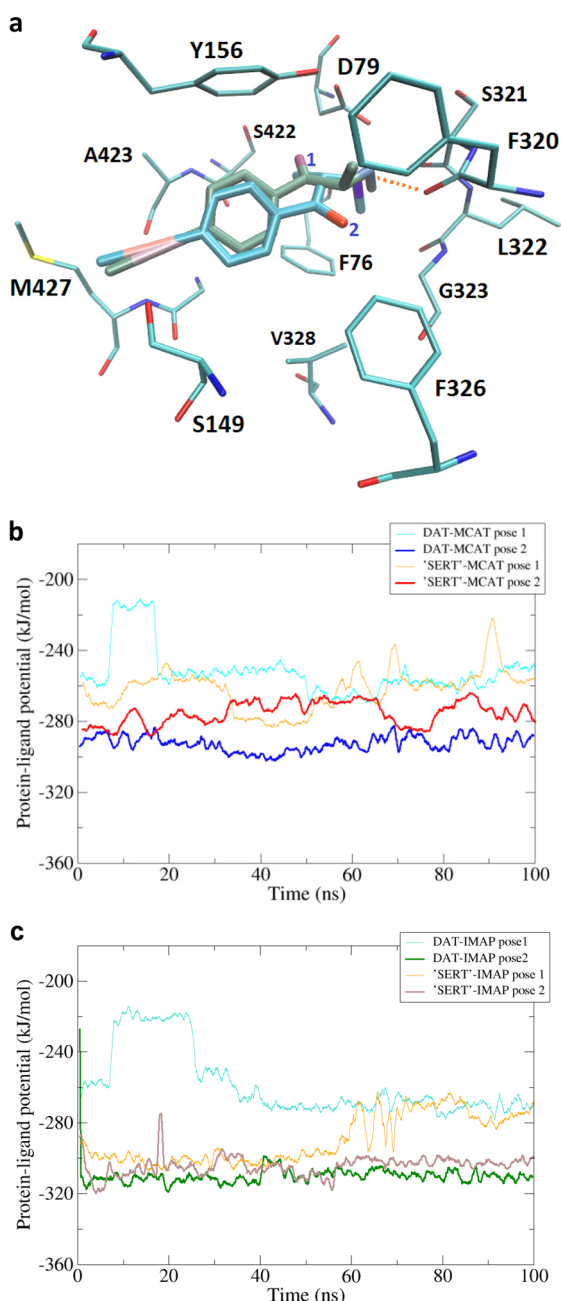 a
Y156
D79
S321
S422
F320
A423
1
2
L322
F76
M427
G323
V328
F326
S149
b
DAT-MCAT pose 1
DAT-MCAT pose 2
'SERT'-MCAT pose 1
'SERT'-MCAT pose 2
Protein-ligand potential (kJ/mol)
-200
-240
-280
-320
-360
0
20
40
60
80
100
Time (ns)
c
DAT-IMAP pose1
DAT-IMAP pose2
'SERT'-IMAP pose 1
'SERT'-IMAP pose 2
Protein-ligand potential (kJ/mol)
-200
-240
-280
-320
-360
0
20
40
60
80
100
Time (ns)